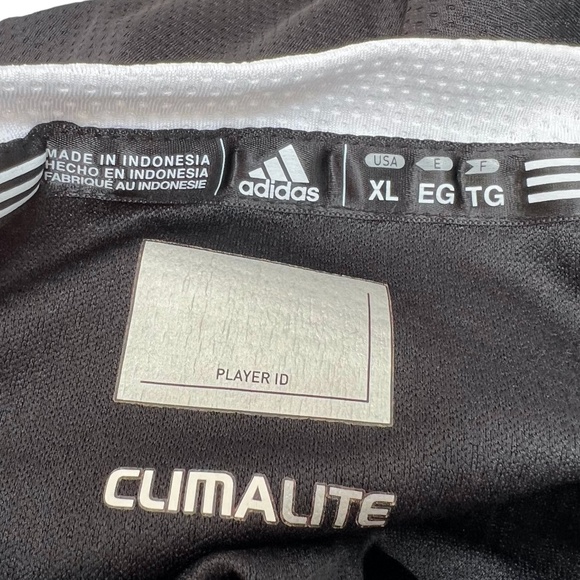 MADE IN INDONESIA
HECHO EN INDONESIA
FABRIQUÉ AU INDONESIE
adidas
USA E F
XL EG TG
PLAYER ID
CLIMALITE